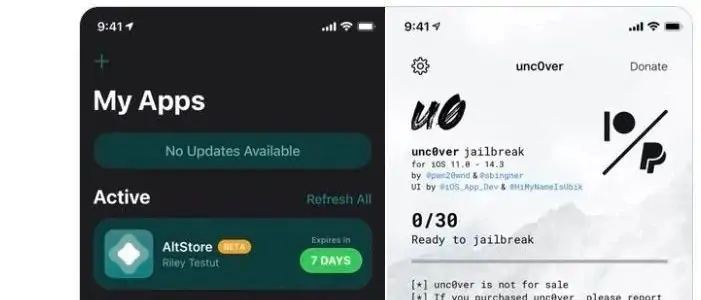 9:41
My Apps
No Updates Available
Active
Refresh All
AltStore BETA
Riley Testut
Expires in
7 DAYS
9:41
unc0ver
Donate
u0
unc0ver jailbreak
for iOS 11.0 - 14.3
by @pwn20wnd & @sbingner
UI by @iOS_App_Dev & @HiMyNameIsUbik
0/30
Ready to jailbreak
[*] unc0ver is not for sale
[*] If you purchased unc0ver, please report